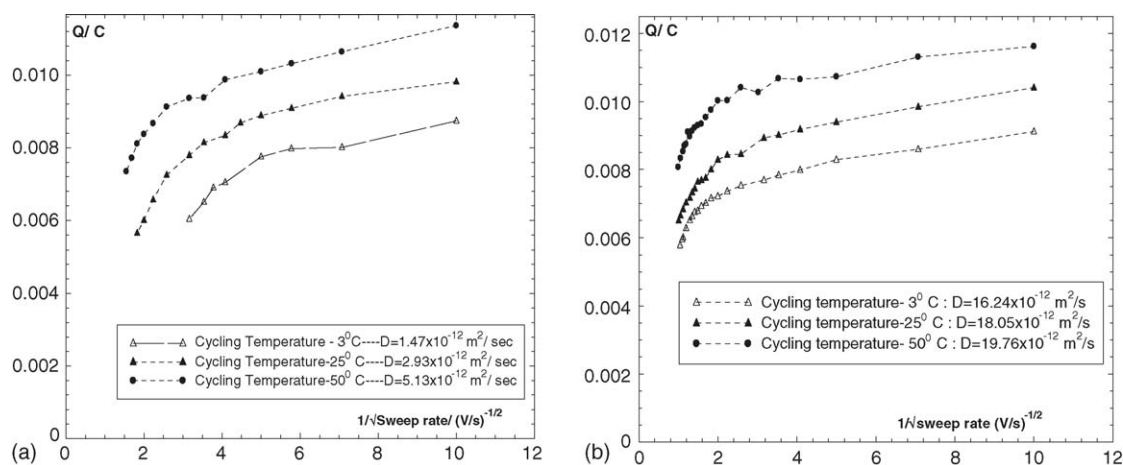 Q/ C
0.010
0.008
0.006
0.004
0.002
0
Cycling Temperature - 3⁰C----D=1.47x10⁻¹² m²/ sec
Cycling Temperature-25⁰ C----D=2.93x10⁻¹² m²/ sec
Cycling Temperature-50⁰ C----D=5.13x10⁻¹² m²/ sec
1/√Sweep rate/ (V/s)⁻¹/²
(a)
0 2 4 6 8 10 12
Q/ C
0.012
0.010
0.008
0.006
0.004
0.002
0
Cycling temperature- 3⁰ C : D=16.24x10⁻¹² m²/s
Cycling temperature-25⁰ C : D=18.05x10⁻¹² m²/s
Cycling temperature- 50⁰ C : D=19.76x10⁻¹² m²/s
1/√sweep rate (V/s)⁻¹/²
(b)
0 2 4 6 8 10 12